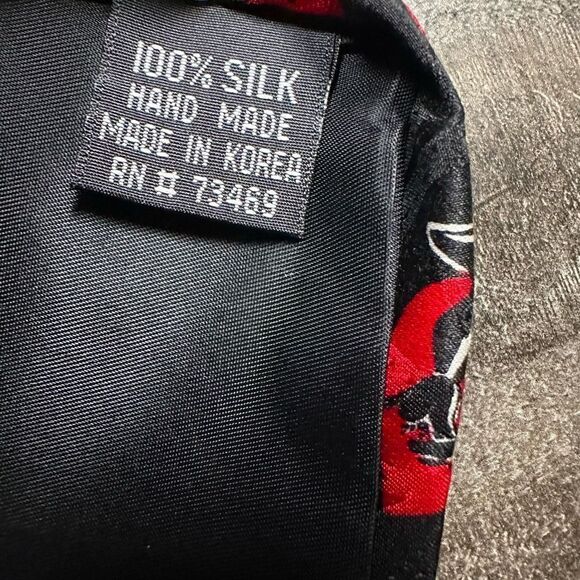 100% SILK
HAND MADE
MADE IN KOREA
RN # 73469